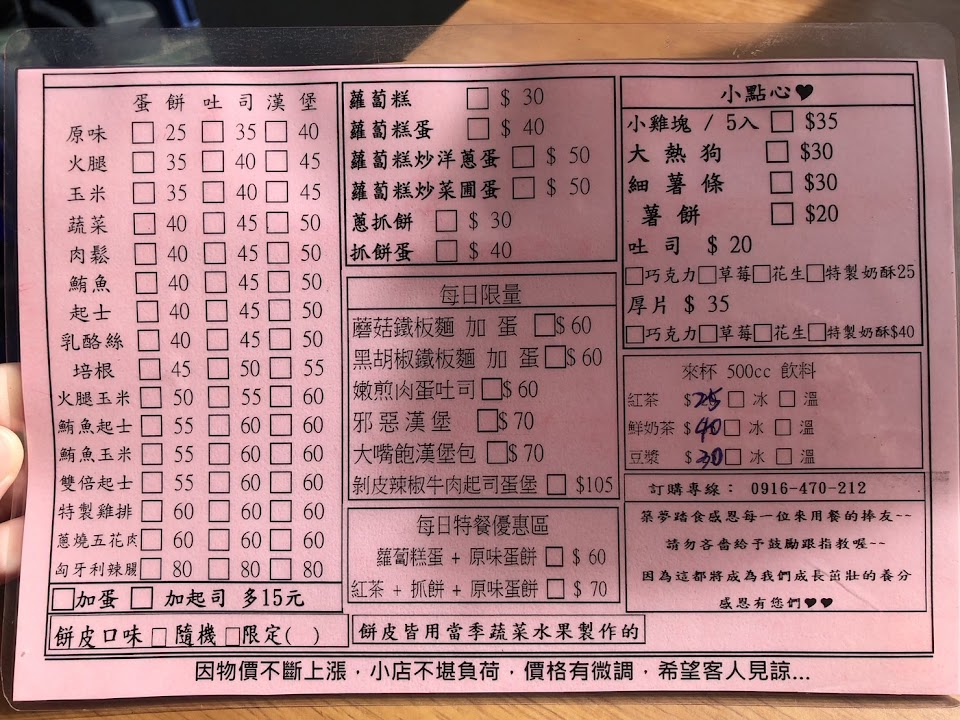 蛋餅 吐司 漢堡
原味 □ 25 □ 35 □ 40
火腿 □ 35 □ 40 □ 45
玉米 □ 35 □ 40 □ 45
蔬菜 □ 40 □ 45 □ 50
肉鬆 □ 40 □ 45 □ 50
鮪魚 □ 40 □ 45 □ 50
起士 □ 40 □ 45 □ 50
乳酪絲 □ 40 □ 45 □ 50
培根 □ 45 □ 50 □ 55
火腿玉米 □ 50 □ 55 □ 60
鮪魚起士 □ 55 □ 60 □ 60
鮪魚玉米 □ 55 □ 60 □ 60
雙倍起士 □ 55 □ 60 □ 60
特製雞排 □ 60 □ 60 □ 60
蔥燒五花肉 □ 60 □ 60 □ 60
匈牙利辣腸 □ 80 □ 80 □ 80
□加蛋 □ 加起司 多15元
餅皮口味 □ 隨機 □限定( )
蘿蔔糕 □ $ 30
蘿蔔糕蛋 □ $ 40
蘿蔔糕炒洋蔥蛋 □ $ 50
蘿蔔糕炒菜圃蛋 □ $ 50
蔥抓餅 □ $ 30
抓餅蛋 □ $ 40
每日限量
蘑菇鐵板麵 加 蛋 □$ 60
黑胡椒鐵板麵 加 蛋 □$ 60
嫩煎肉蛋吐司 □$ 60
邪惡漢堡 □$ 70
大嘴飽漢堡包 □$ 70
剝皮辣椒牛肉起司蛋堡 □ $105
每日特餐優惠區
蘿蔔糕蛋 + 原味蛋餅 □ $ 60
紅茶 + 抓餅 + 原味蛋餅 □ $ 70
餅皮皆用當季蔬菜水果製作的
小點心♥
小雞塊 / 5入 □ $35
大熱狗 □ $30
細薯條 □ $30
薯餅 □ $20
吐司 $ 20
□巧克力□草莓□花生□特製奶酥25
厚片 $ 35
□巧克力□草莓□花生□特製奶酥$40
來杯 500cc 飲料
紅茶 $25 □ 冰 □ 溫
鮮奶茶 $40 □ 冰 □ 溫
豆漿 $30 □ 冰 □ 溫
訂購專線： 0916-470-212
築夢踏食感恩每一位來用餐的捧友~~
請勿吝嗇給予鼓勵跟指教喔~~
因為這都將成為我們成長茁壯的養分
感恩有您們♥♥
因物價不斷上漲，小店不堪負荷，價格有微調，希望客人見諒...